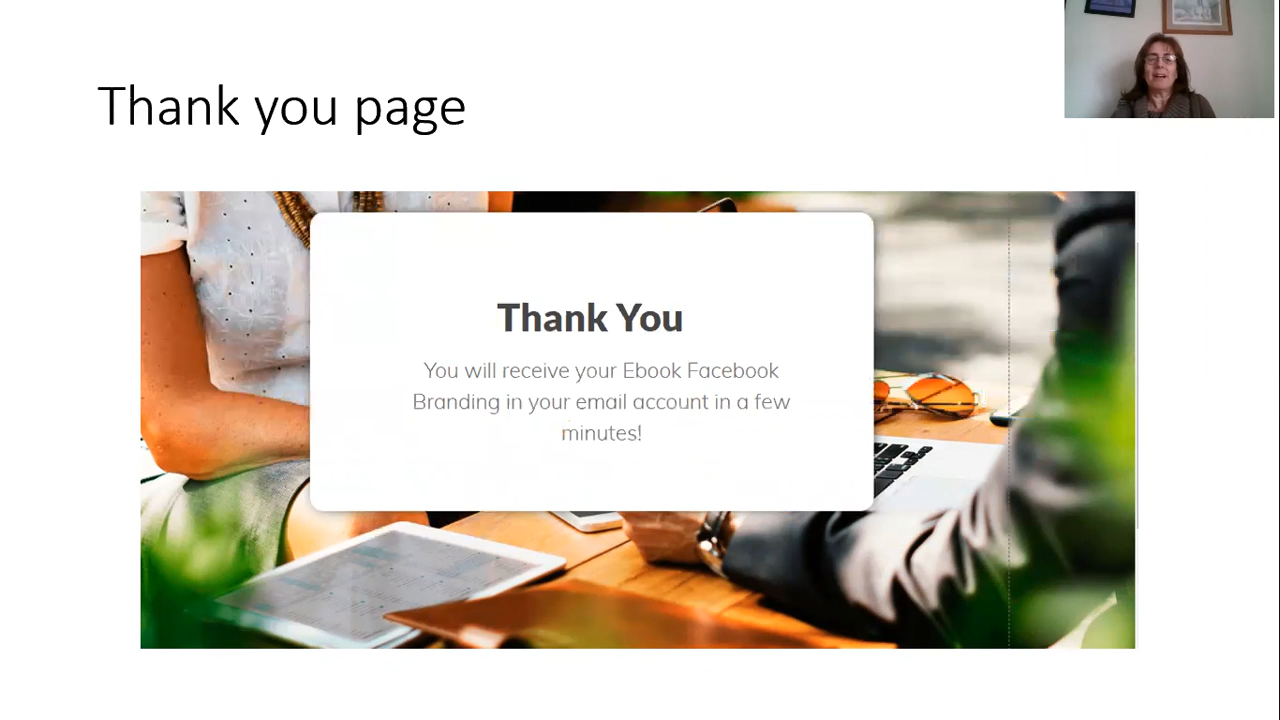 Thank you page
Thank You
You will receive your Ebook Facebook
Branding in your email account in a few
minutes!